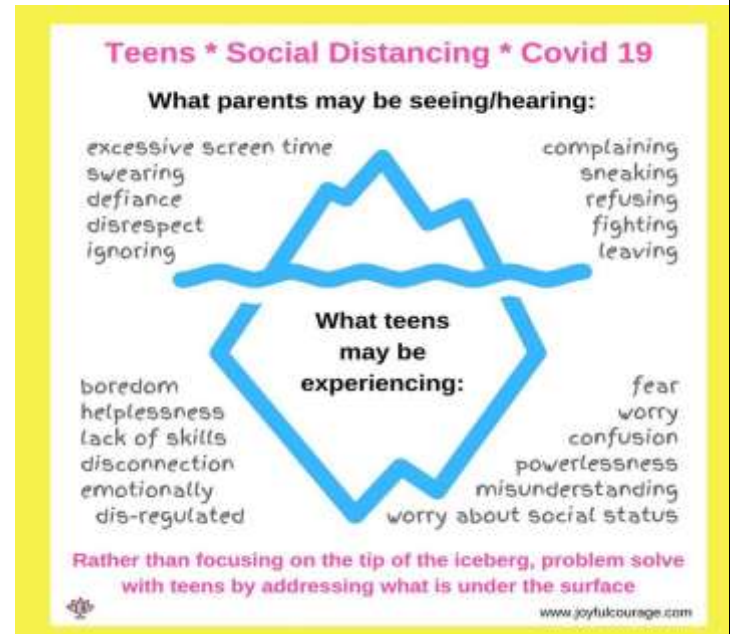 Teens * Social Distancing * Covid 19
What parents may be seeing/hearing:
excessive screen time
swearing
defiance
disrespect
ignoring
complaining
sneaking
refusing
fighting
leaving
What teens
may be
experiencing:
boredom
helplessness
lack of skills
disconnection
emotionally
dis-regulated
fear
worry
confusion
powerlessness
misunderstanding
worry about social status
Rather than focusing on the tip of the iceberg, problem solve
with teens by addressing what is under the surface
www.joyfulcourage.com